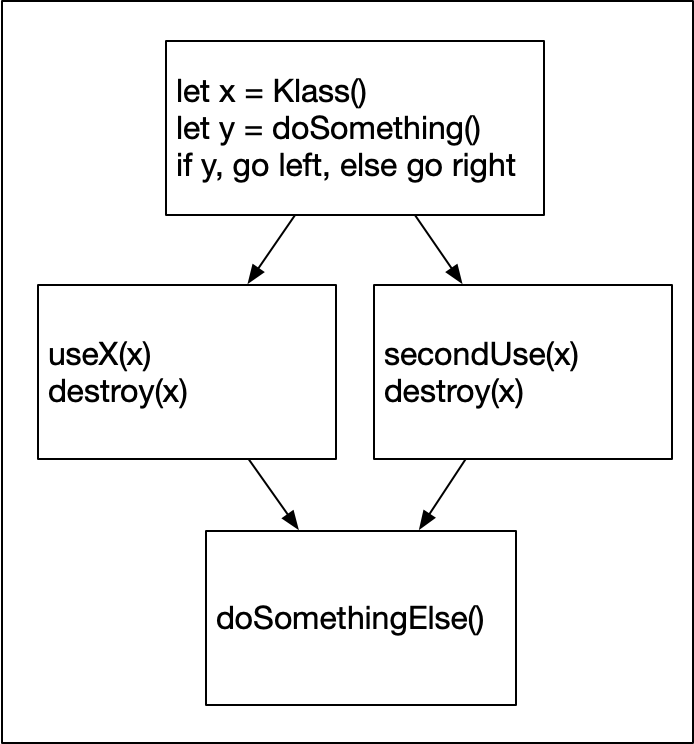 let x = Klass()
let y = doSomething()
if y, go left, else go right
useX(x)
destroy(x)
secondUse(x)
destroy(x)
doSomethingElse()